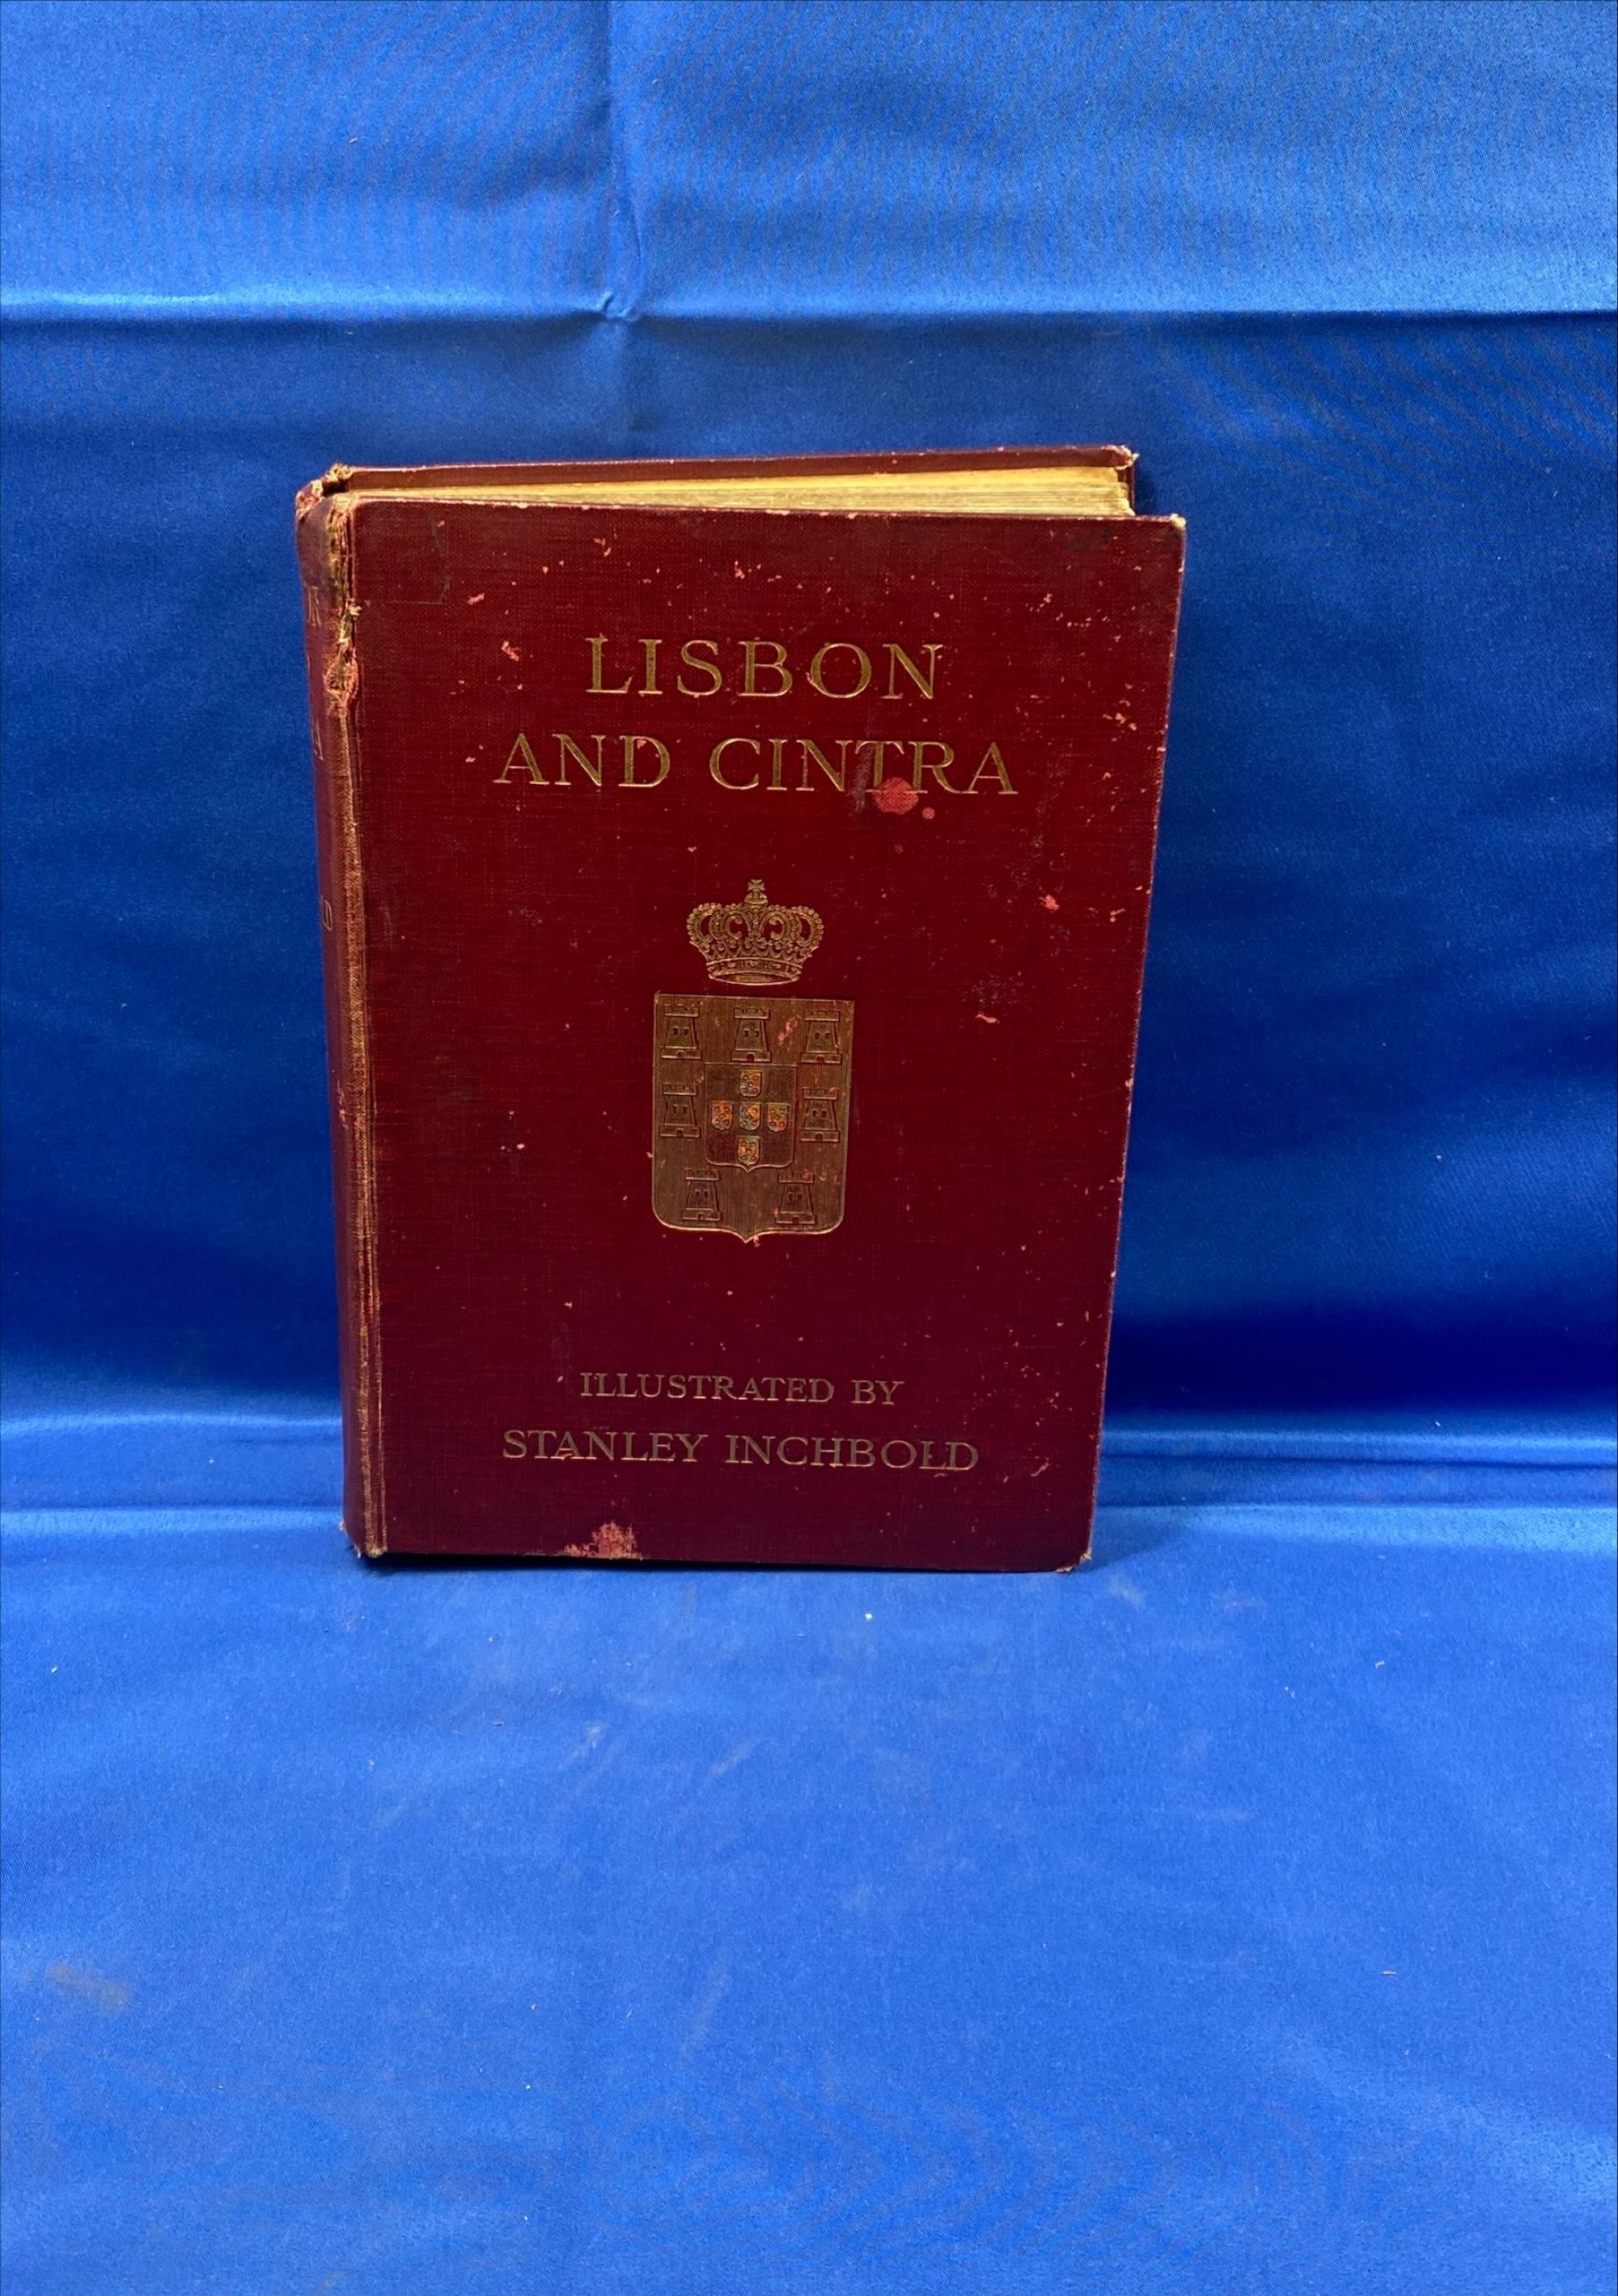 LISBON
AND CINTRA
ILLUSTRATED BY
STANLEY INCHBOLD